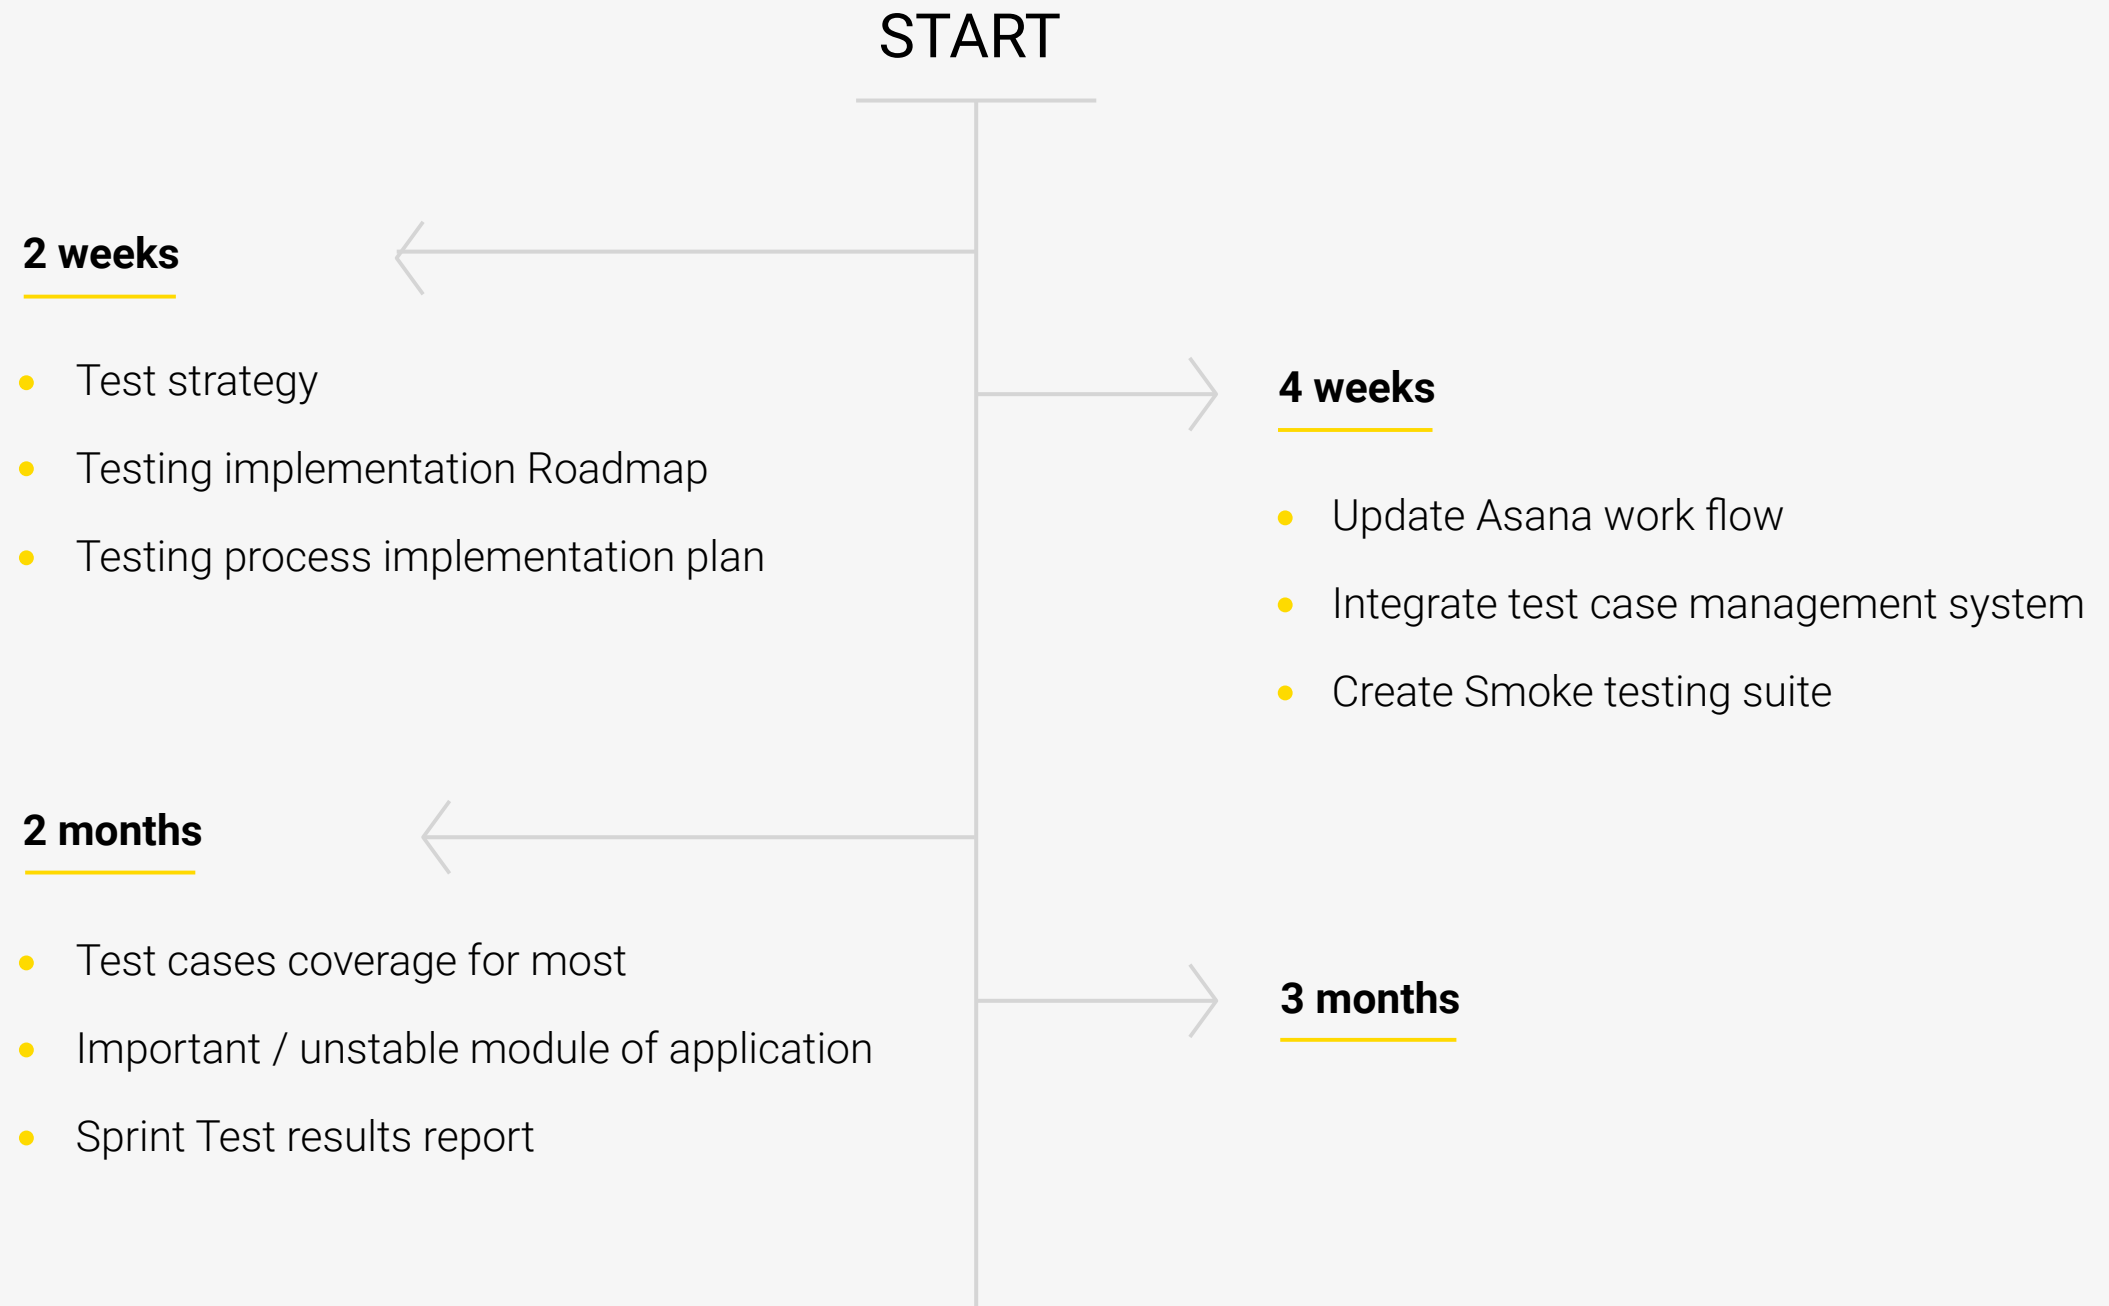 START
2 weeks
Test strategy
Testing implementation Roadmap
Testing process implementation plan
4 weeks
Update Asana work flow
Integrate test case management system
Create Smoke testing suite
2 months
Test cases coverage for most
Important / unstable module of application
Sprint Test results report
3 months